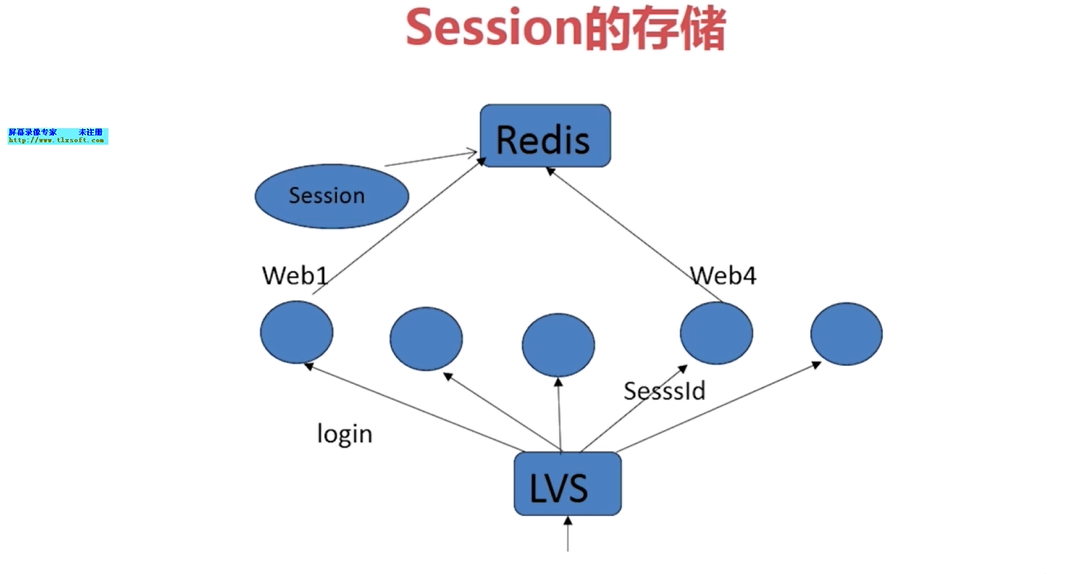 Session的存储
屏幕录像专家 未注册
http://www.tlxsoft.com
Redis
Session
Web1
Web4
SesssId
login
LVS